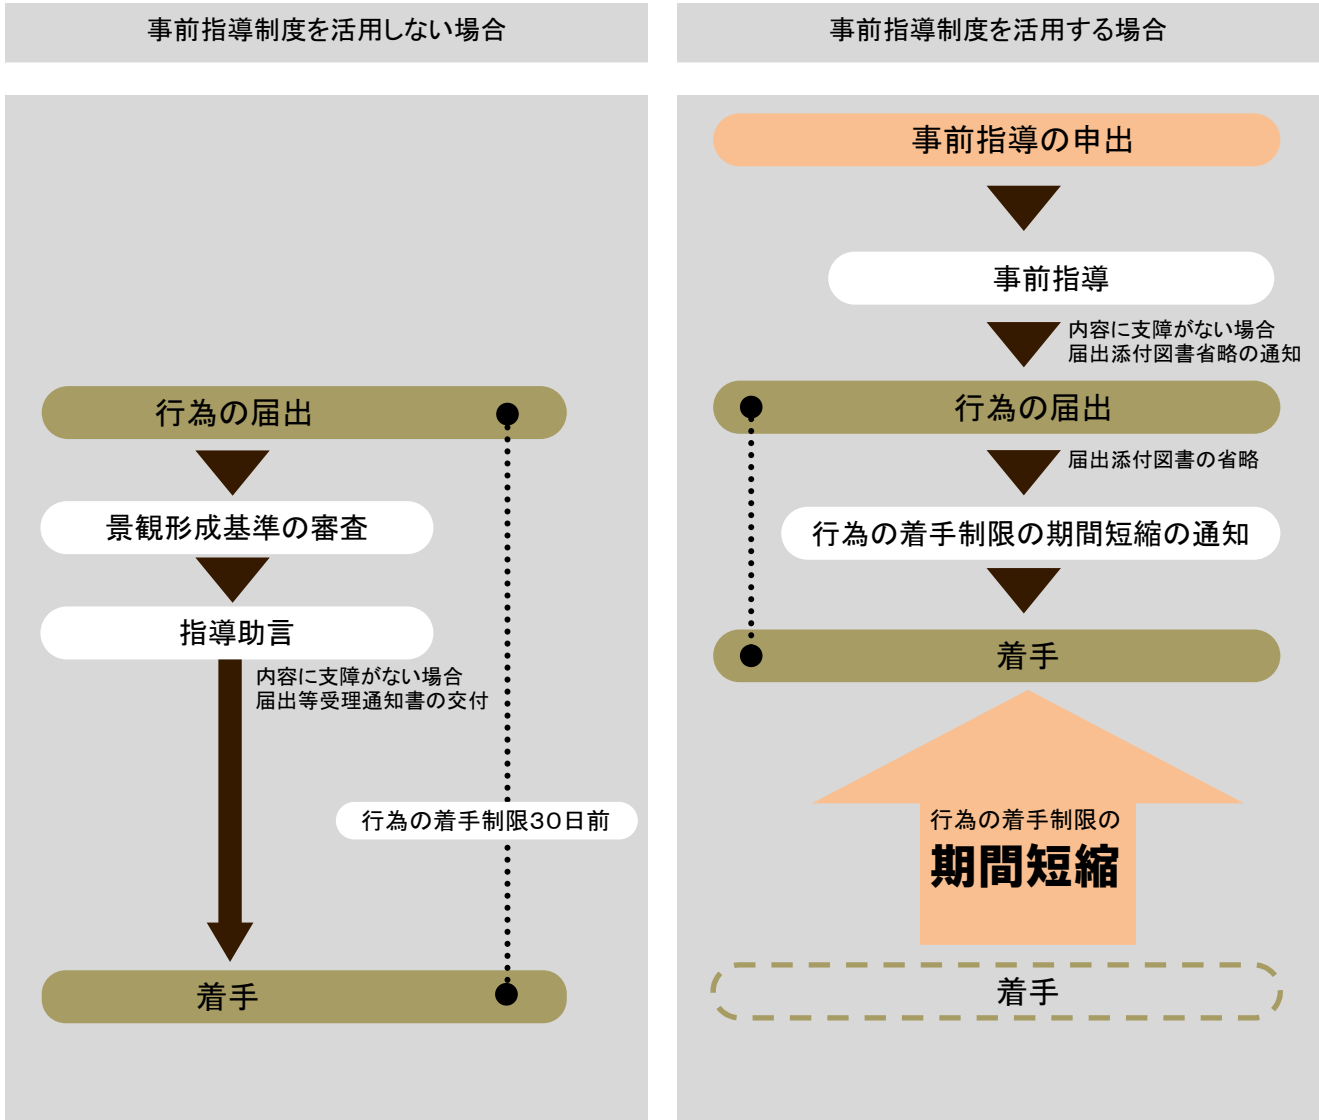 事前指導制度を活用しない場合
行為の届出
景観形成基準の審査
指導助言
内容に支障がない場合
届出等受理通知書の交付
行為の着手制限30日前
着手
事前指導制度を活用する場合
事前指導の申出
事前指導
内容に支障がない場合
届出添付図書省略の通知
行為の届出
届出添付図書の省略
行為の着手制限の期間短縮の通知
着手
行為の着手制限の
期間短縮
着手